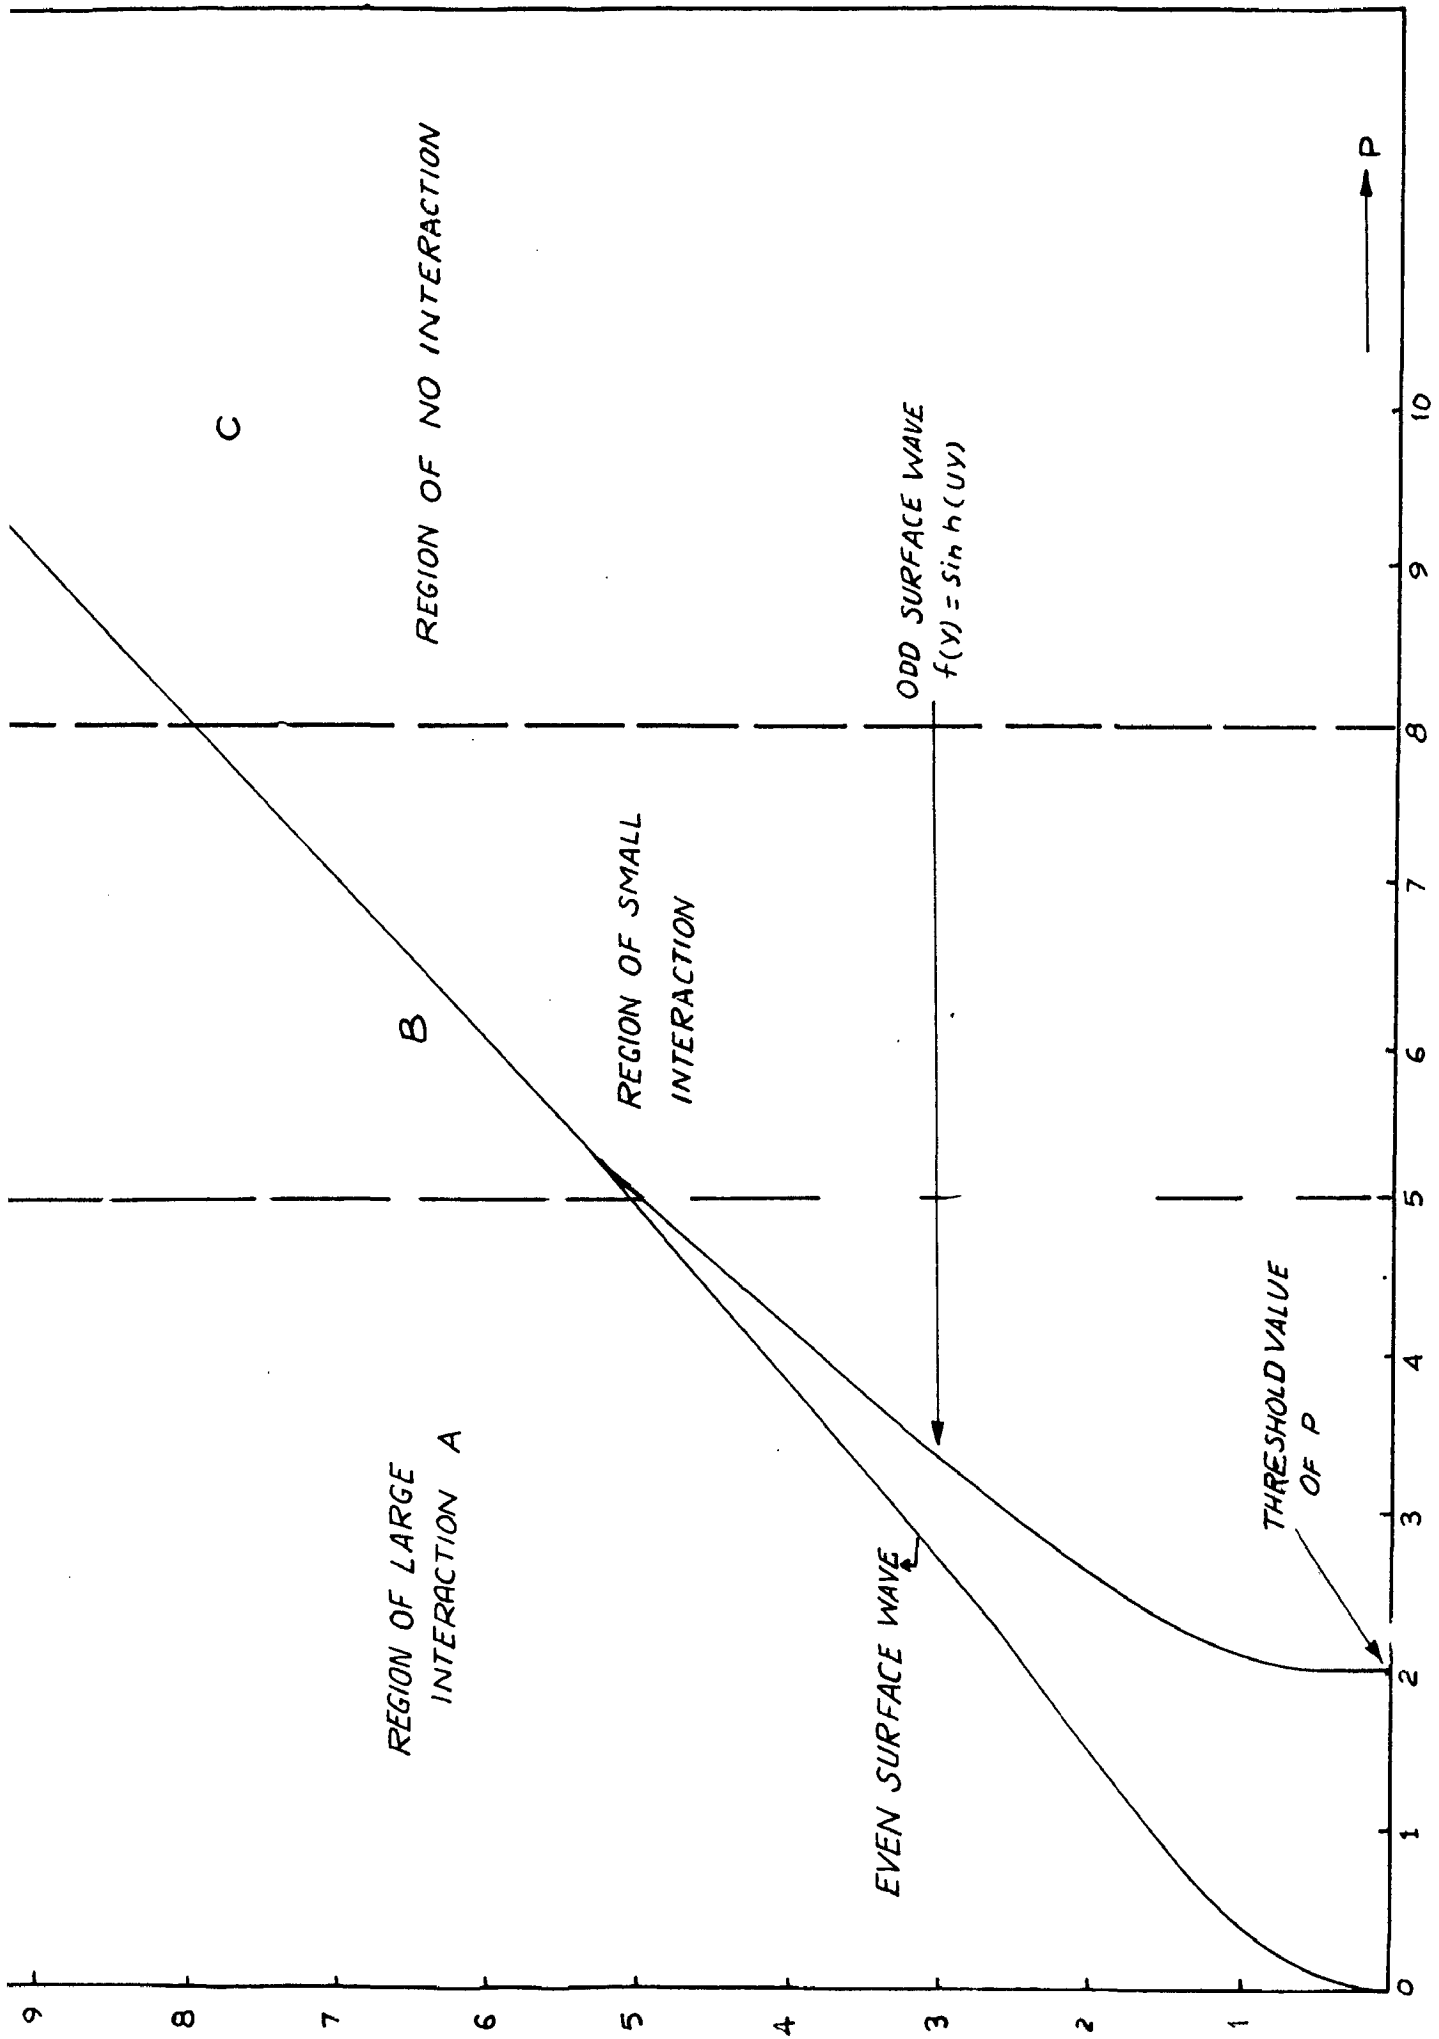 REGION OF LARGE
INTERACTION A
B
C
REGION OF NO INTERACTION
REGION OF SMALL
INTERACTION
EVEN SURFACE WAVE
ODD SURFACE WAVE
f(y) = sin h(uy)
THRESHOLD VALUE
OF P
P
9
8
7
6
5
4
3
2
1
0 1 2 3 4 5 6 7 8 9 10